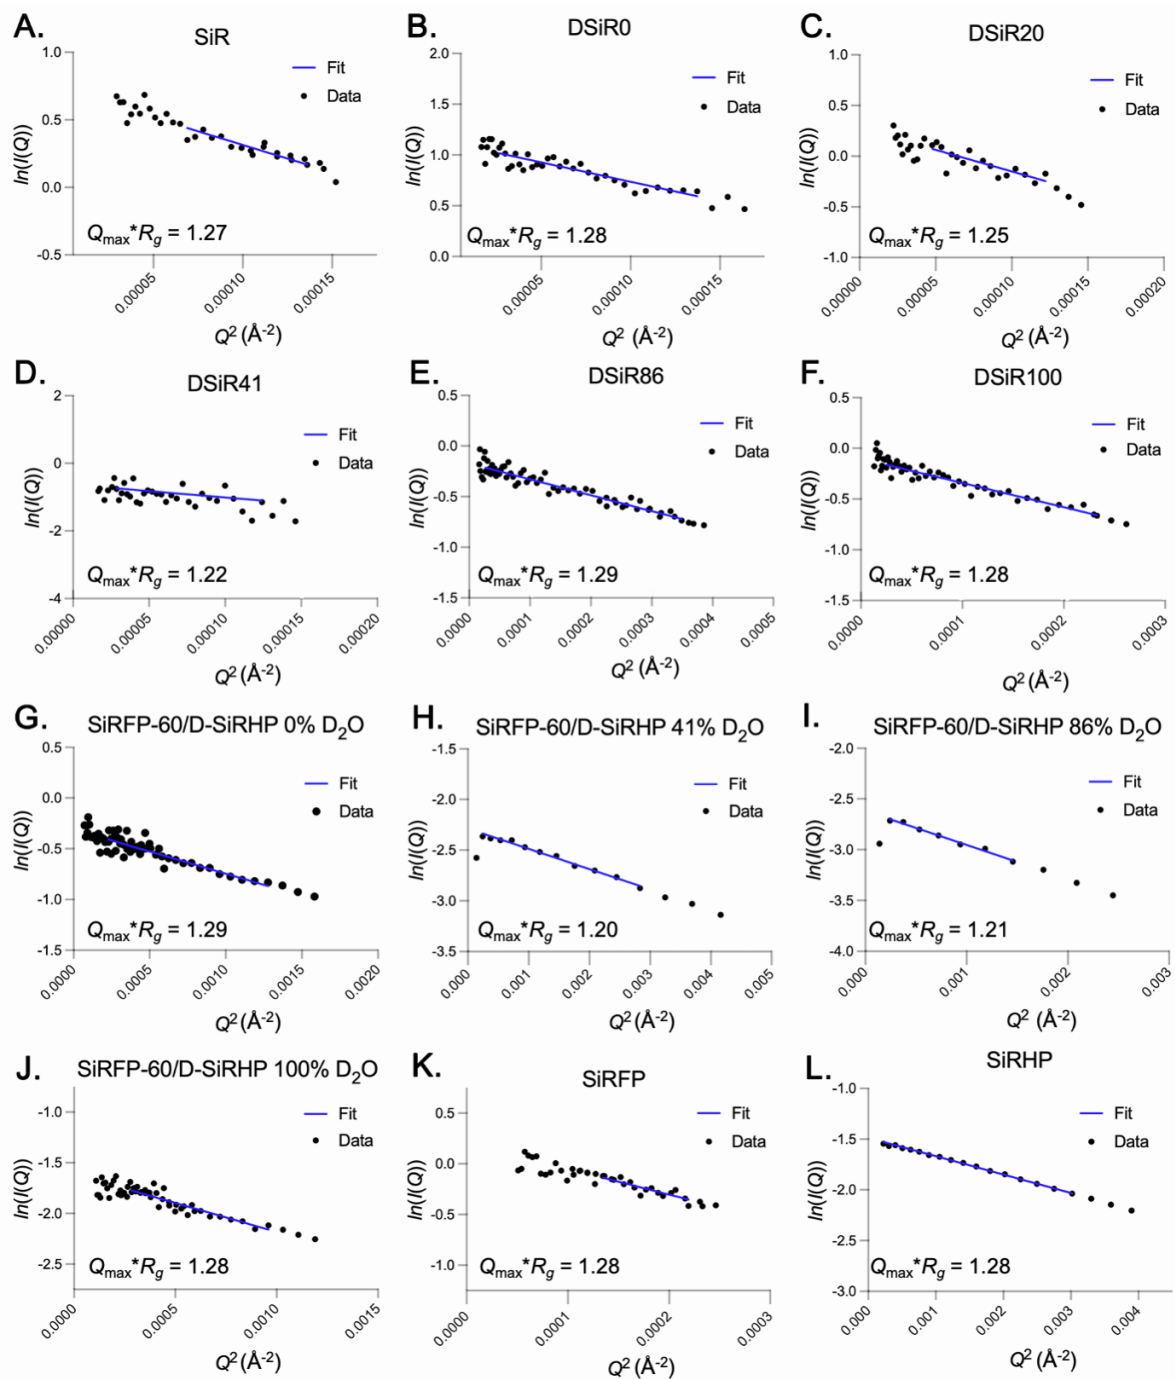 A.
SiR
1.0
0.5
0.0
-0.5
ln(I(Q))
Fit
Data
Qmax*Rg = 1.27
0.00005
0.00010
0.00015
Q² (Å-2)
B.
DSiR0
2.0
1.5
1.0
0.5
0.0
ln(I(Q))
Fit
Data
Qmax*Rg = 1.28
0.00005
0.00010
0.00015
Q² (Å-2)
C.
DSiR20
1.0
0.5
0.0
-0.5
-1.0
ln(I(Q))
Fit
Data
Qmax*Rg = 1.25
0.00000
0.00005
0.00010
0.00015
0.00020
Q² (Å-2)
D.
DSiR41
2
0
-2
-4
ln(I(Q))
Fit
Data
Qmax*Rg = 1.22
0.00000
0.00005
0.00010
0.00015
0.00020
Q² (Å-2)
E.
DSiR86
0.5
0.0
-0.5
-1.0
-1.5
ln(I(Q))
Fit
Data
Qmax*Rg = 1.29
0.0000
0.0001
0.0002
0.0003
0.0004
0.0005
Q² (Å-2)
F.
DSiR100
0.5
0.0
-0.5
-1.0
-1.5
ln(I(Q))
Fit
Data
Qmax*Rg = 1.28
0.0000
0.0001
0.0002
0.0003
Q² (Å-2)
G.
SiRFP-60/D-SiRHP 0% D2O
0.5
0.0
-0.5
-1.0
-1.5
ln(I(Q))
Fit
Data
Qmax*Rg = 1.29
0.0000
0.0005
0.0010
0.0015
0.0020
Q² (Å-2)
H.
SiRFP-60/D-SiRHP 41% D2O
-1.5
-2.0
-2.5
-3.0
-3.5
ln(I(Q))
Fit
Data
Qmax*Rg = 1.20
0.000
0.001
0.002
0.003
0.004
0.005
Q² (Å-2)
I.
SiRFP-60/D-SiRHP 86% D2O
-2.0
-2.5
-3.0
-3.5
-4.0
ln(I(Q))
Fit
Data
Qmax*Rg = 1.21
0.000
0.001
0.002
0.003
Q² (Å-2)
J.
SiRFP-60/D-SiRHP 100% D2O
-1.0
-1.5
-2.0
-2.5
ln(I(Q))
Fit
Data
Qmax*Rg = 1.28
0.0000
0.0005
0.0010
0.0015
Q² (Å-2)
K.
SiRFP
0.5
0.0
-0.5
-1.0
ln(I(Q))
Fit
Data
Qmax*Rg = 1.28
0.0000
0.0001
0.0002
0.0003
Q² (Å-2)
L.
SiRHP
-1.0
-1.5
-2.0
-2.5
-3.0
ln(I(Q))
Fit
Data
Qmax*Rg = 1.28
0.000
0.001
0.002
0.003
0.004
Q² (Å-2)